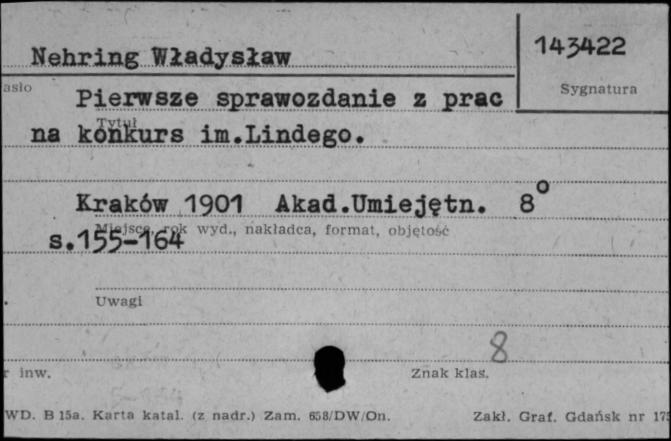 Nehring Władysław
143422
asło
Sygnatura
Pierwsze sprawozdanie z prac
Tytuł
na konkurs im.Lindego.
Kraków 1901 Akad.Umiejętn. 8°
Miejsce, rok wyd., nakładca, format, objętość
s.155-164
Uwagi
8
r inw.
Znak klas.
WD. B 15a. Karta katal. (z nadr.) Zam. 658/DW/On.
Zakł. Graf. Gdańsk nr 175